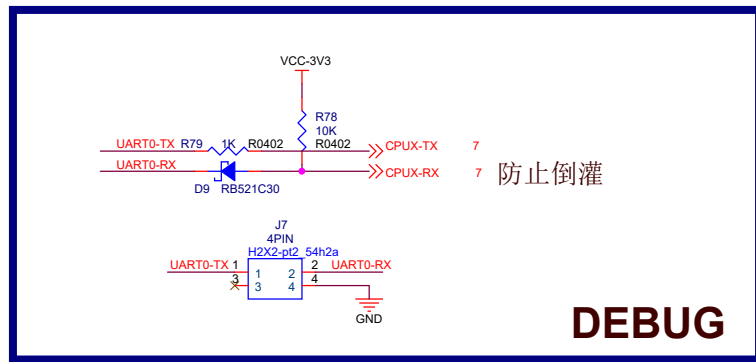 VCC-3V3
R78
10K
UART0-TX R79 1K R0402 R0402 CPUX-TX 7
UART0-RX CPUX-RX 7 防止倒灌
D9 RB521C30
J7
4PIN
H2X2-pt2_54h2a
UART0-TX 1 1 2 2 UART0-RX
3 3 4 4
GND
DEBUG